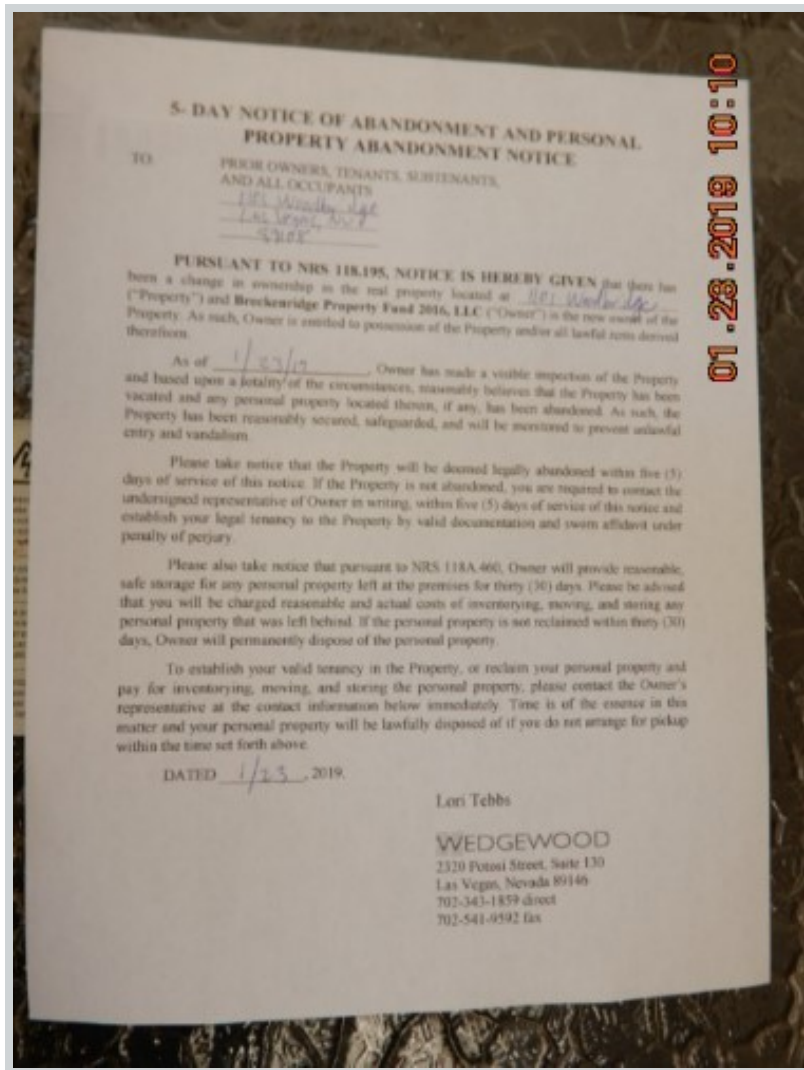 5- DAY NOTICE OF ABANDONMENT AND PERSONAL
PROPERTY ABANDONMENT NOTICE
TO
PRIOR OWNERS, TENANTS, SUBTENANTS,
AND ALL OCCUPANTS
1101 Woodbridge
Las Vegas, NV
89108
PURSUANT TO NRS 118.195, NOTICE IS HEREBY GIVEN that there has
been a change in ownership in the real property located at 1101 Woodbridge
("Property") and Breckenridge Property Fund 2016, LLC ("Owner") is the new owner of the
Property. As such, Owner is entitled to possession of the Property and/or all lawful rents derived
therefrom.
As of 1/23/19, Owner has made a visible inspection of the Property
and based upon a totality of the circumstances, reasonably believes that the Property has been
vacated and any personal property located therein, if any, has been abandoned. As such, the
Property has been reasonably secured, safeguarded, and will be monitored to prevent unlawful
entry and vandalism.
Please take notice that the Property will be deemed legally abandoned within five (5)
days of service of this notice. If the Property is not abandoned, you are required to contact the
undersigned representative of Owner in writing, within five (5) days of service of this notice and
establish your legal tenancy to the Property by valid documentation and sworn affidavit under
penalty of perjury.
Please also take notice that pursuant to NRS 118A.460, Owner will provide reasonable,
safe storage for any personal property left at the premises for thirty (30) days. Please be advised
that you will be charged reasonable and actual costs of inventorying, moving, and storing any
personal property that was left behind. If the personal property is not reclaimed within thirty (30)
days, Owner will permanently dispose of the personal property.
To establish your valid tenancy in the Property, or reclaim your personal property and
pay for inventorying, moving, and storing the personal property, please contact the Owner's
representative at the contact information below immediately. Time is of the essence in this
matter and your personal property will be lawfully disposed of if you do not arrange for pickup
within the time set forth above.
DATED 1/23, 2019.
Lori Tebbs
WEDGEWOOD
2320 Potosi Street, Suite 130
Las Vegas, Nevada 89146
702-343-1859 direct
702-541-9592 fax
01.23.2019 10:10